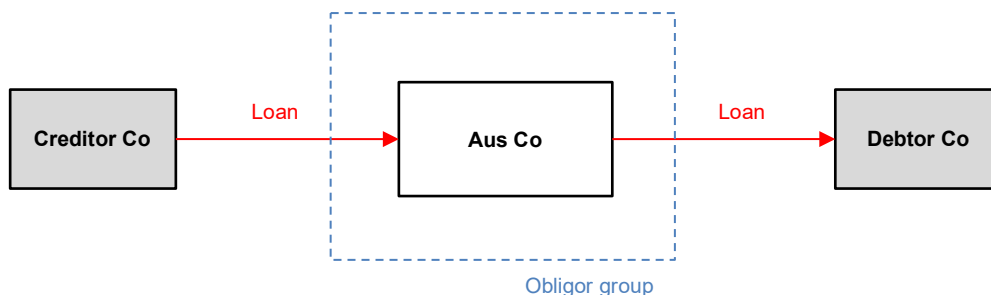 Loan
Loan
Creditor Co
Aus Co
Debtor Co
Obligor group